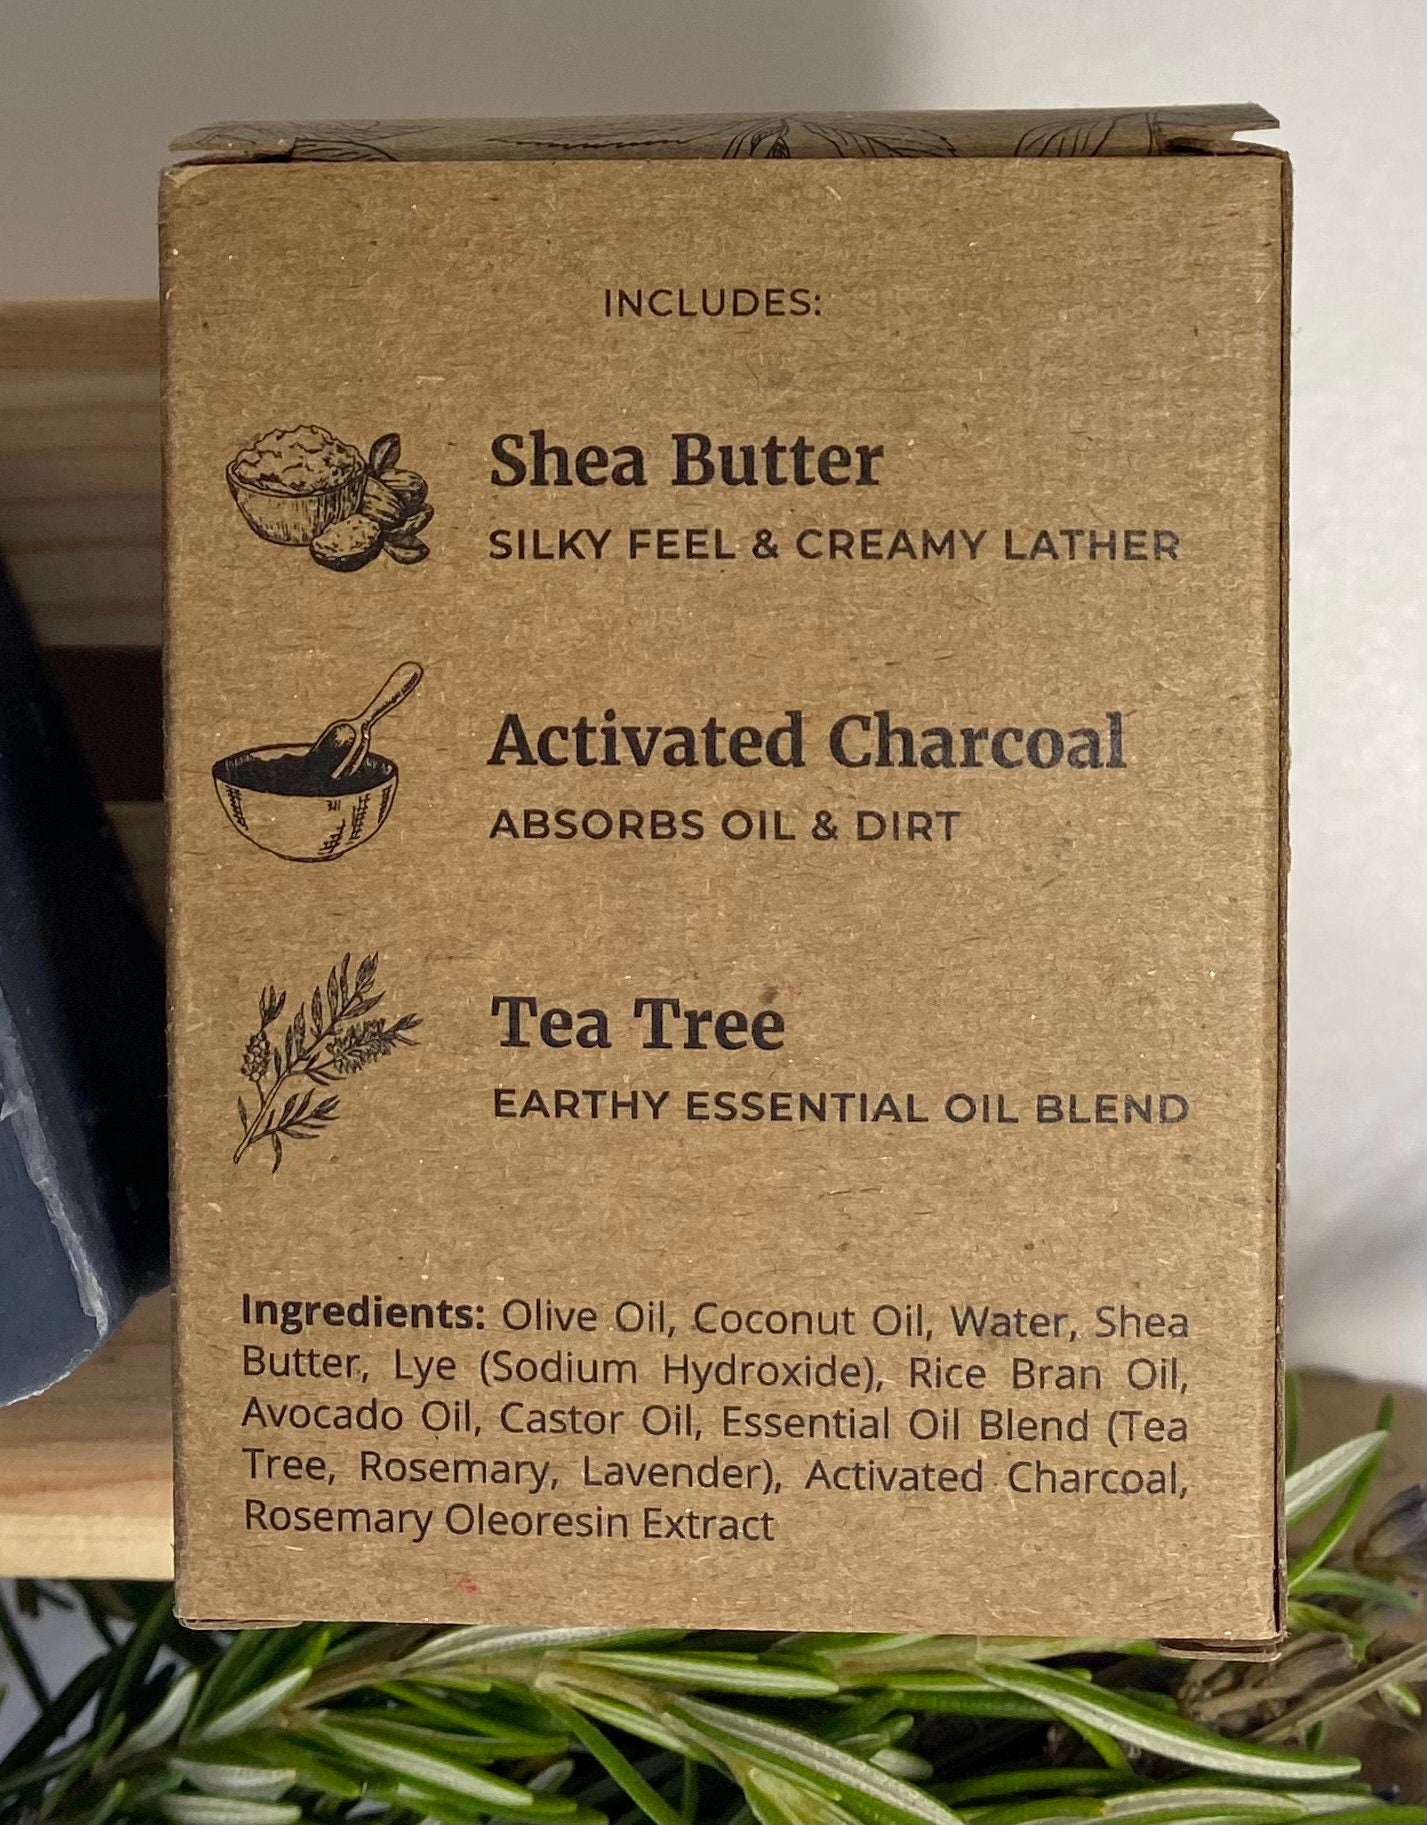 INCLUDES:
Shea Butter
SILKY FEEL & CREAMY LATHER
Activated Charcoal
ABSORBS OIL & DIRT
Tea Tree
EARTHY ESSENTIAL OIL BLEND
Ingredients: Olive Oil, Coconut Oil, Water, Shea
Butter, Lye (Sodium Hydroxide), Rice Bran Oil,
Avocado Oil, Castor Oil, Essential Oil Blend (Tea
Tree, Rosemary, Lavender), Activated Charcoal,
Rosemary Oleoresin Extract